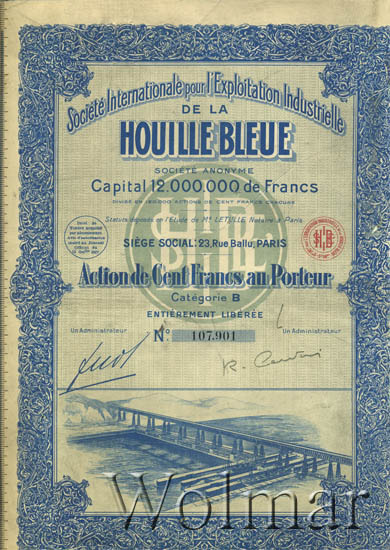 Société Internationale pour l'Exploitation Industrielle
DE LA
HOUILLE BLEUE
SOCIÉTÉ ANONYME
Capital 12.000.000 de Francs
DIVISÉ EN 120.000 ACTIONS DE CENT FRANCS CHACUNE
Statuts déposés en l'Étude de Mᵉ LETULLE Notaire à Paris
SIÈGE SOCIAL: 23, Rue Ballu, PARIS
Action de Cent Francs au Porteur
Catégorie B
ENTIÈREMENT LIBÉRÉE
Un Administrateur
Nº 107.901
Un Administrateur
Wolmar